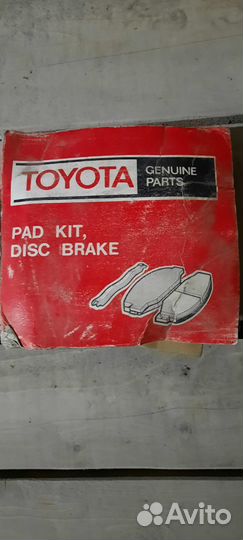 TOYOTA GENUINE
PARTS
PAD KIT,
DISC BRAKE
Avito